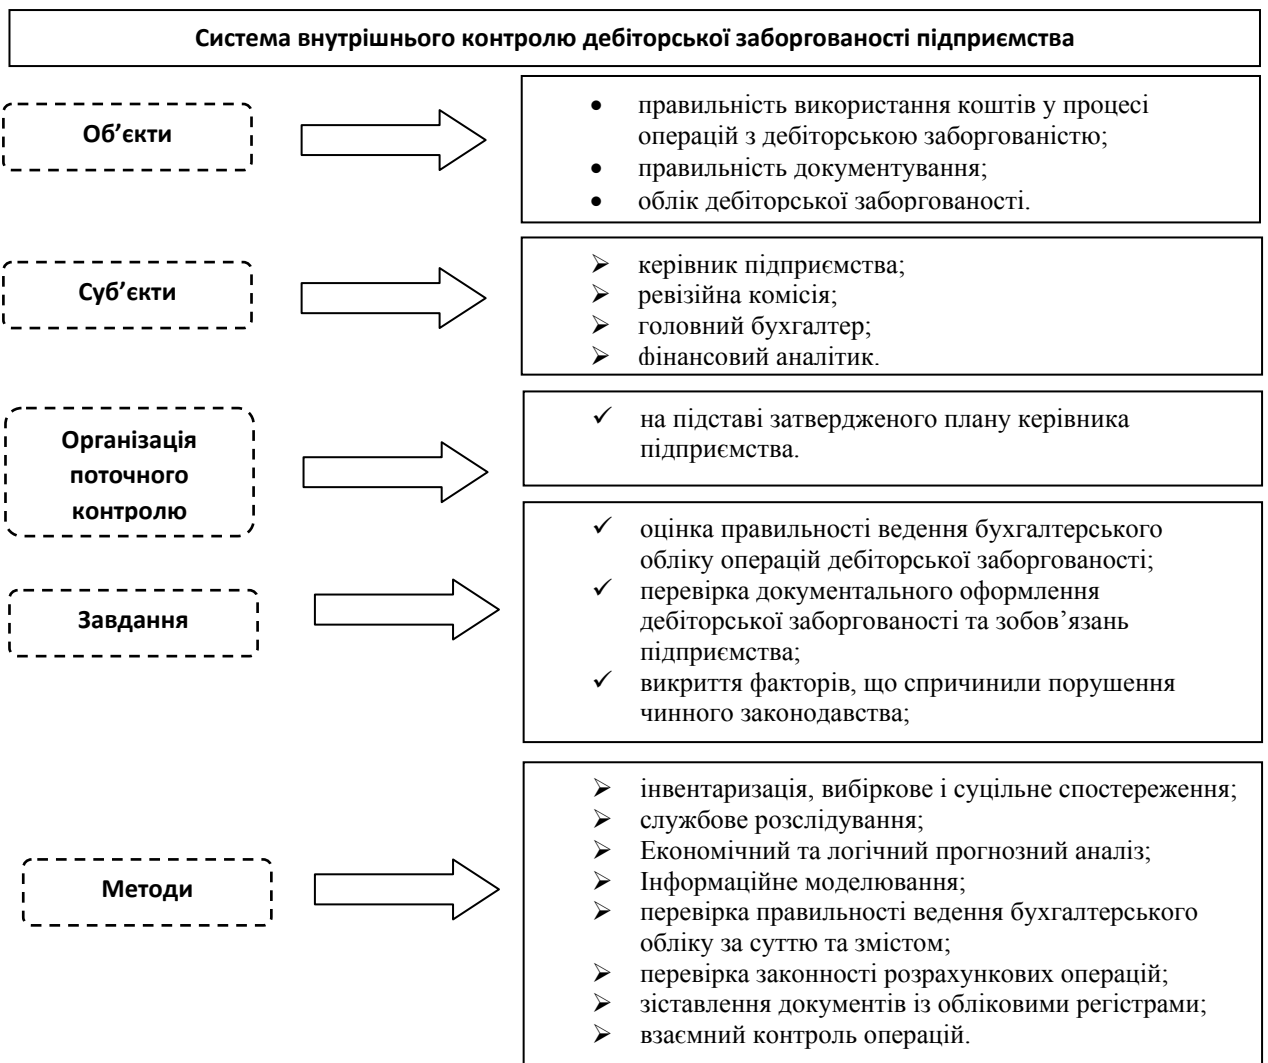 Система внутрішнього контролю дебіторської заборгованості підприємства
Об’єкти
• правильність використання коштів у процесі
операцій з дебіторською заборгованістю;
• правильність документування;
• облік дебіторської заборгованості.
Суб’єкти
➢ керівник підприємства;
➢ ревізійна комісія;
➢ головний бухгалтер;
➢ фінансовий аналітик.
Організація
поточного
контролю
✓ на підставі затвердженого плану керівника
підприємства.
Завдання
✓ оцінка правильності ведення бухгалтерського
обліку операцій дебіторської заборгованості;
✓ перевірка документального оформлення
дебіторської заборгованості та зобов’язань
підприємства;
✓ викриття факторів, що спричинили порушення
чинного законодавства;
Методи
➢ інвентаризація, вибіркове і суцільне спостереження;
➢ службове розслідування;
➢ Економічний та логічний прогнозний аналіз;
➢ Інформаційне моделювання;
➢ перевірка правильності ведення бухгалтерського
обліку за суттю та змістом;
➢ перевірка законності розрахункових операцій;
➢ зіставлення документів із обліковими регістрами;
➢ взаємний контроль операцій.